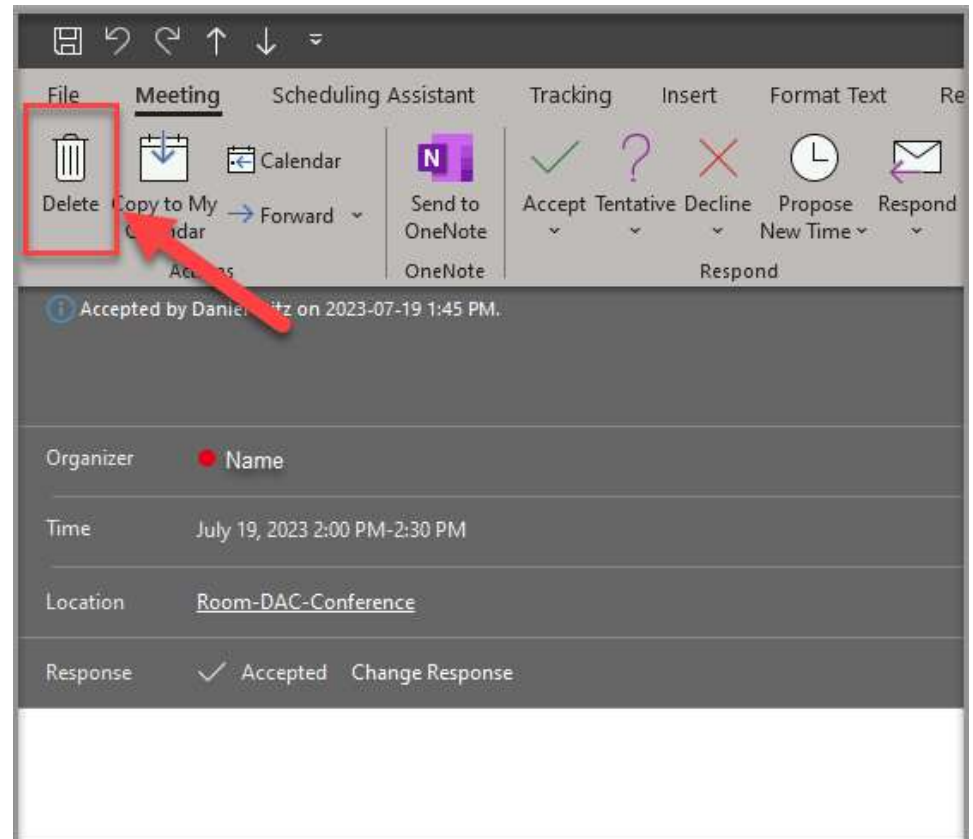 File Meeting Scheduling Assistant Tracking Insert Format Text Re
Delete Copy to My Calendar Forward Send to OneNote Accept Tentative Decline Propose New Time Respond
OneNote Respond
Accepted by on 2023-07-19 1:45 PM.
Organizer Name
Time July 19, 2023 2:00 PM-2:30 PM
Location Room-DAC-Conference
Response Accepted Change Response